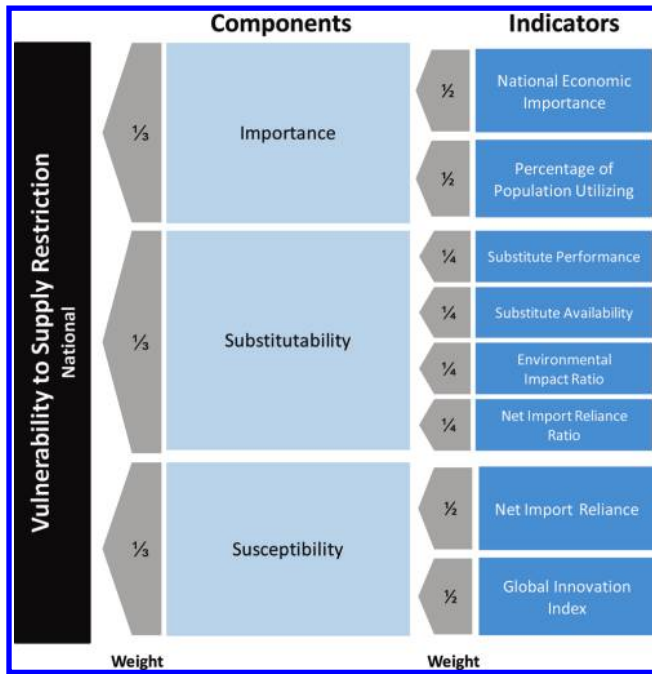 Components
Indicators
Vulnerability to Supply Restriction
National
⅓
Importance
½
National Economic
Importance
½
Percentage of
Population Utilizing
⅓
Substitutability
¼
Substitute Performance
¼
Substitute Availability
¼
Environmental
Impact Ratio
¼
Net Import Reliance
Ratio
⅓
Susceptibility
½
Net Import Reliance
½
Global Innovation
Index
Weight
Weight